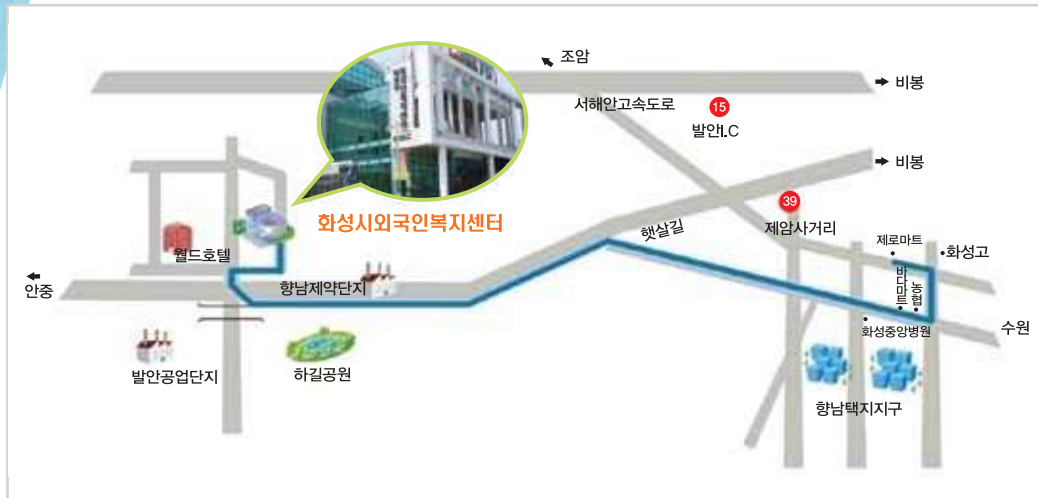 조암
비봉
서해안고속도로
15
발안I.C
비봉
39
화성시외국인복지센터
제암사거리
햇살길
제로마트
화성고
월드호텔
안중
향남제약단지
바다마트
농협
화성중앙병원
수원
발안공업단지
하길공원
향남택지지구